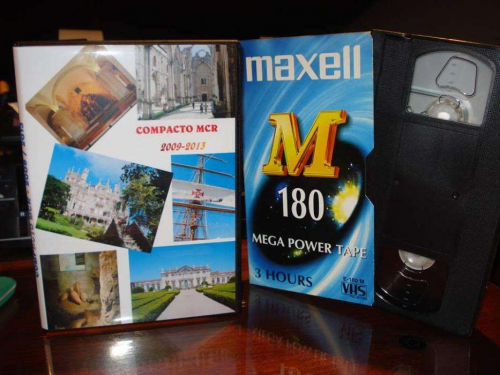 COMPACTO MCR
2009-2013
maxell
M
180
MEGA POWER TAPE
3 HOURS
VHS